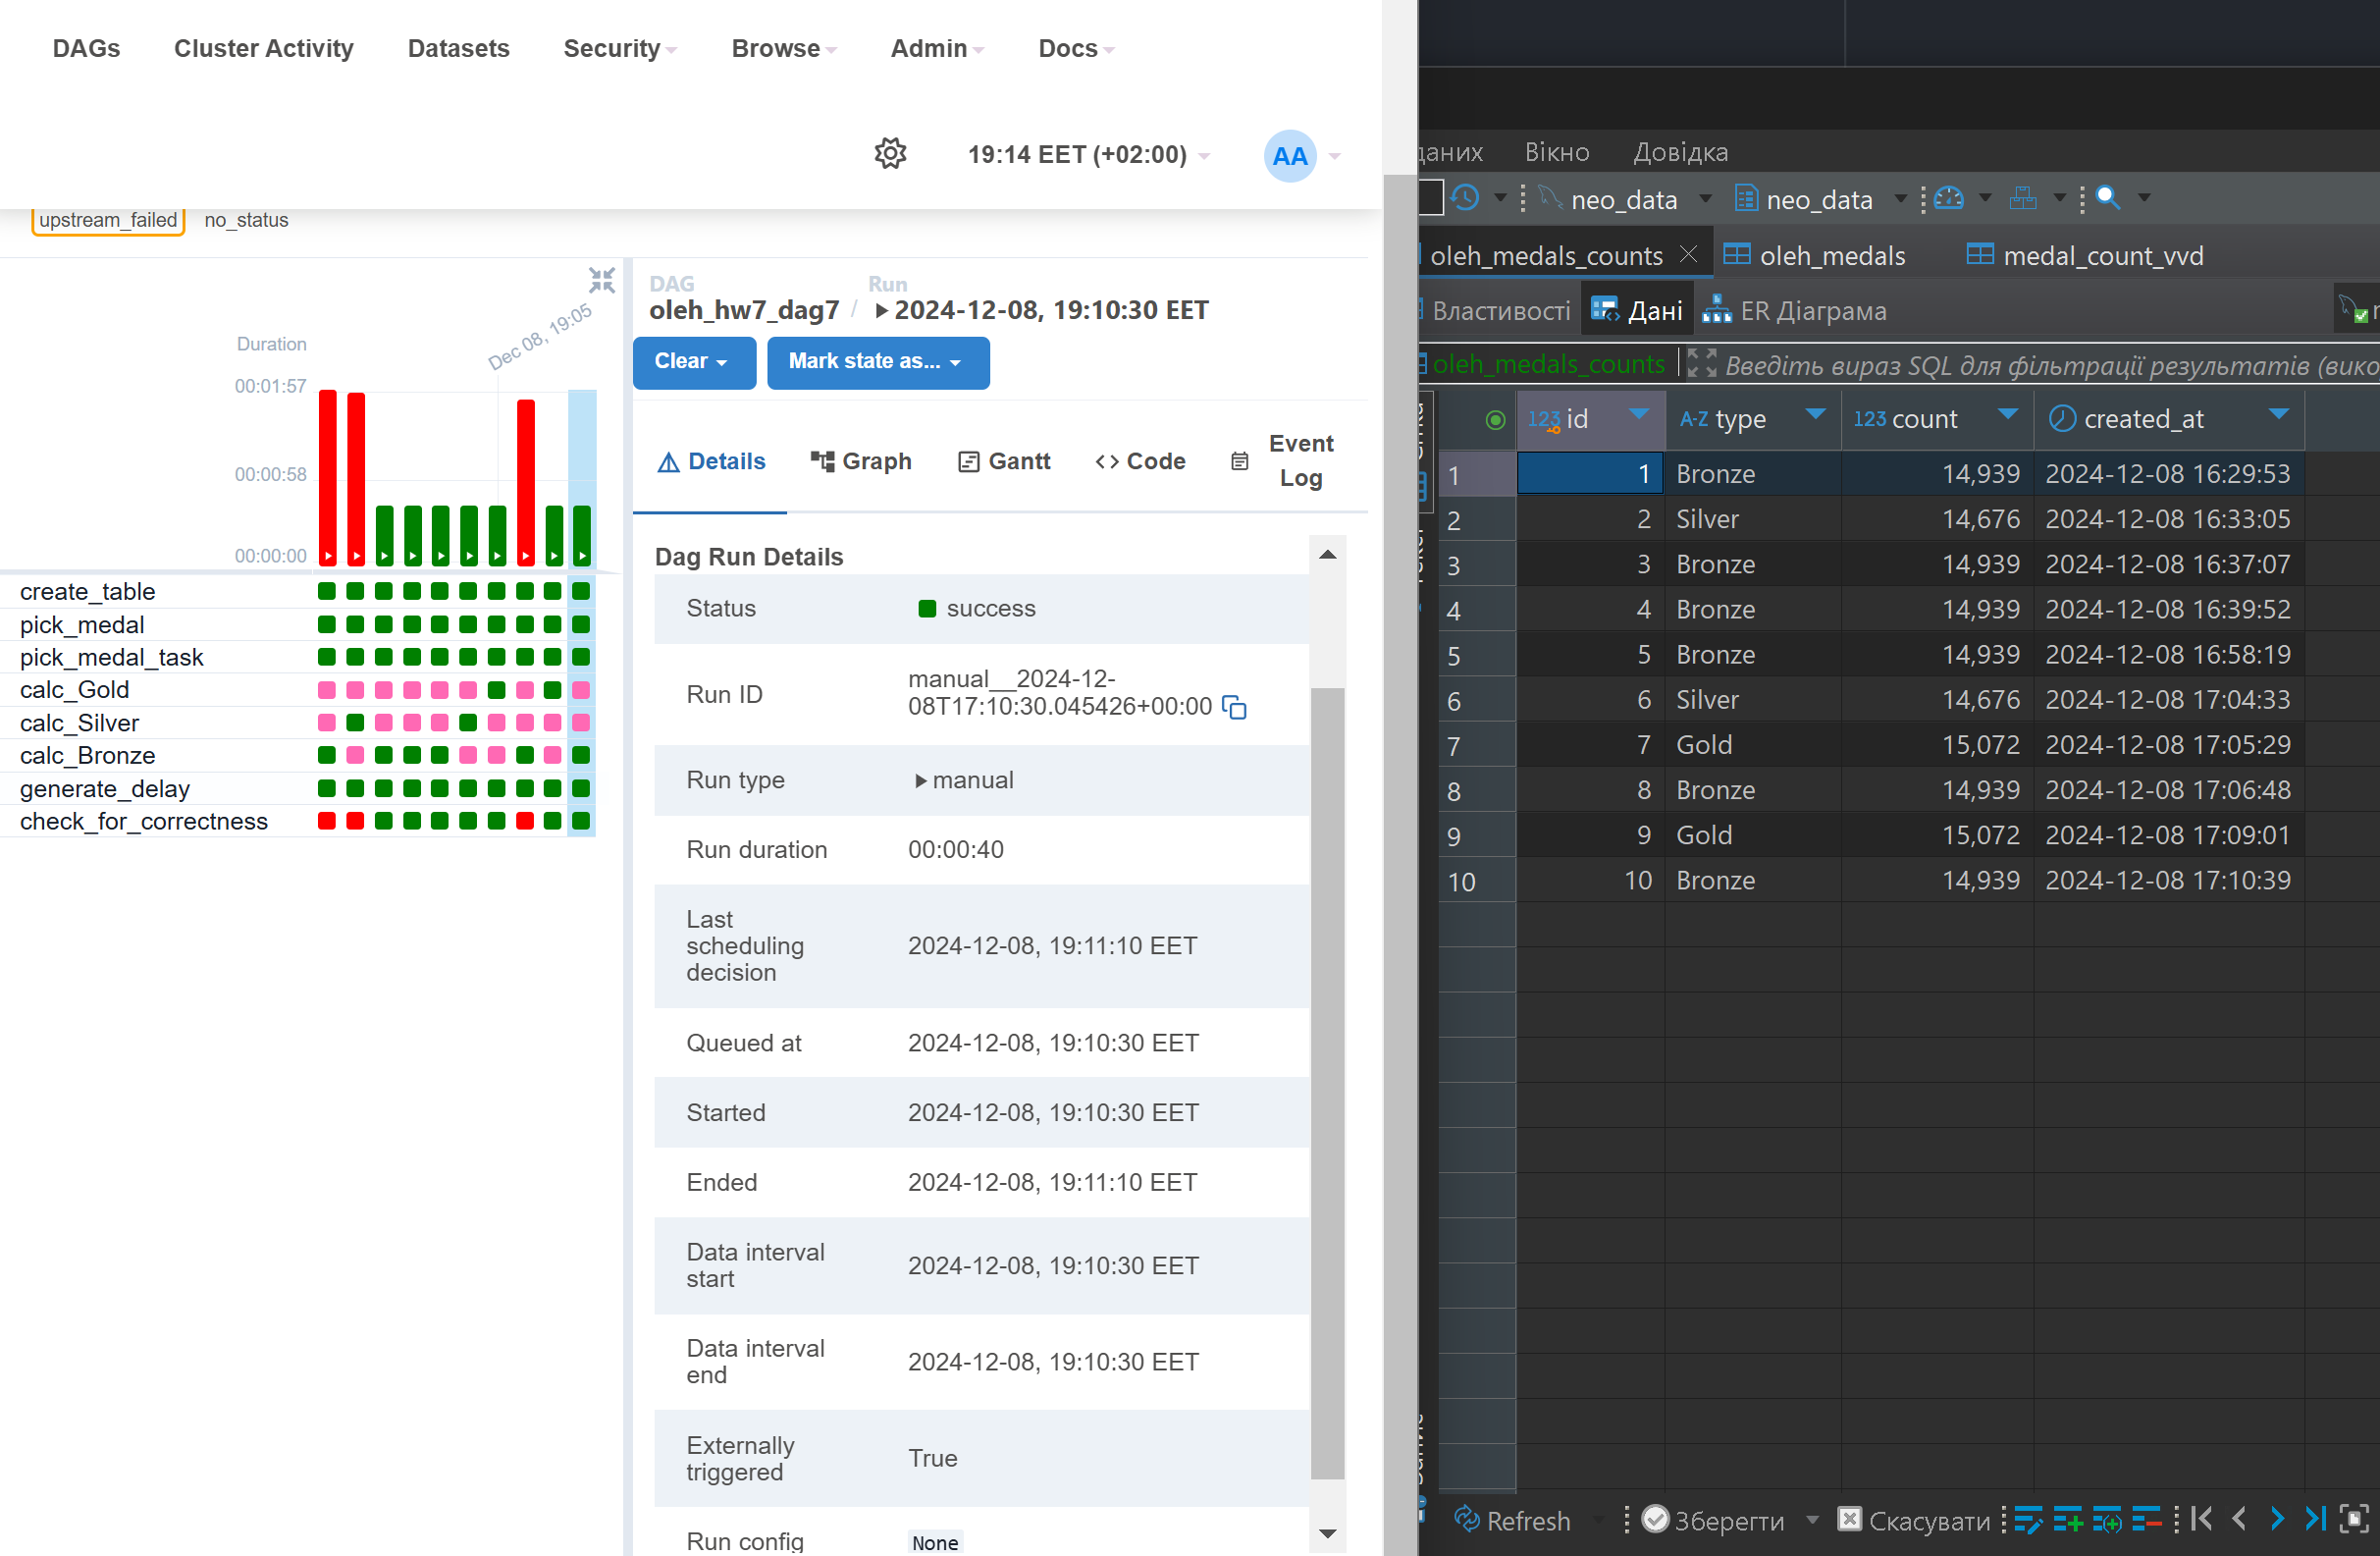 DAGs Cluster Activity Datasets Security Browse Admin Docs
19:14 EET (+02:00) AA
upstream_failed no_status
Duration
00:01:57
00:00:58
00:00:00
Dec 08, 19:05
create_table
pick_medal
pick_medal_task
calc_Gold
calc_Silver
calc_Bronze
generate_delay
check_for_correctness
DAG Run
oleh_hw7_dag7 / 2024-12-08, 19:10:30 EET
Clear Mark state as...
Details Graph Gantt Code Event Log
Dag Run Details
Status success
Run ID manual__2024-12-
08T17:10:30.045426+00:00
Run type manual
Run duration 00:00:40
Last
scheduling
decision 2024-12-08, 19:11:10 EET
Queued at 2024-12-08, 19:10:30 EET
Started 2024-12-08, 19:10:30 EET
Ended 2024-12-08, 19:11:10 EET
Data interval
start 2024-12-08, 19:10:30 EET
Data interval
end 2024-12-08, 19:10:30 EET
Externally
triggered True
Run config None
даних Вікно Довідка
neo_data neo_data
oleh_medals_counts oleh_medals medal_count_vvd
Властивості Дані ER Діаграма
oleh_medals_counts Введіть вираз SQL для фільтрації результатів (вико
123 id A-Z type 123 count created_at
1 1 Bronze 14,939 2024-12-08 16:29:53
2 2 Silver 14,676 2024-12-08 16:33:05
3 3 Bronze 14,939 2024-12-08 16:37:07
4 4 Bronze 14,939 2024-12-08 16:39:52
5 5 Bronze 14,939 2024-12-08 16:58:19
6 6 Silver 14,676 2024-12-08 17:04:33
7 7 Gold 15,072 2024-12-08 17:05:29
8 8 Bronze 14,939 2024-12-08 17:06:48
9 9 Gold 15,072 2024-12-08 17:09:01
10 10 Bronze 14,939 2024-12-08 17:10:39
Refresh Зберегти Скасувати